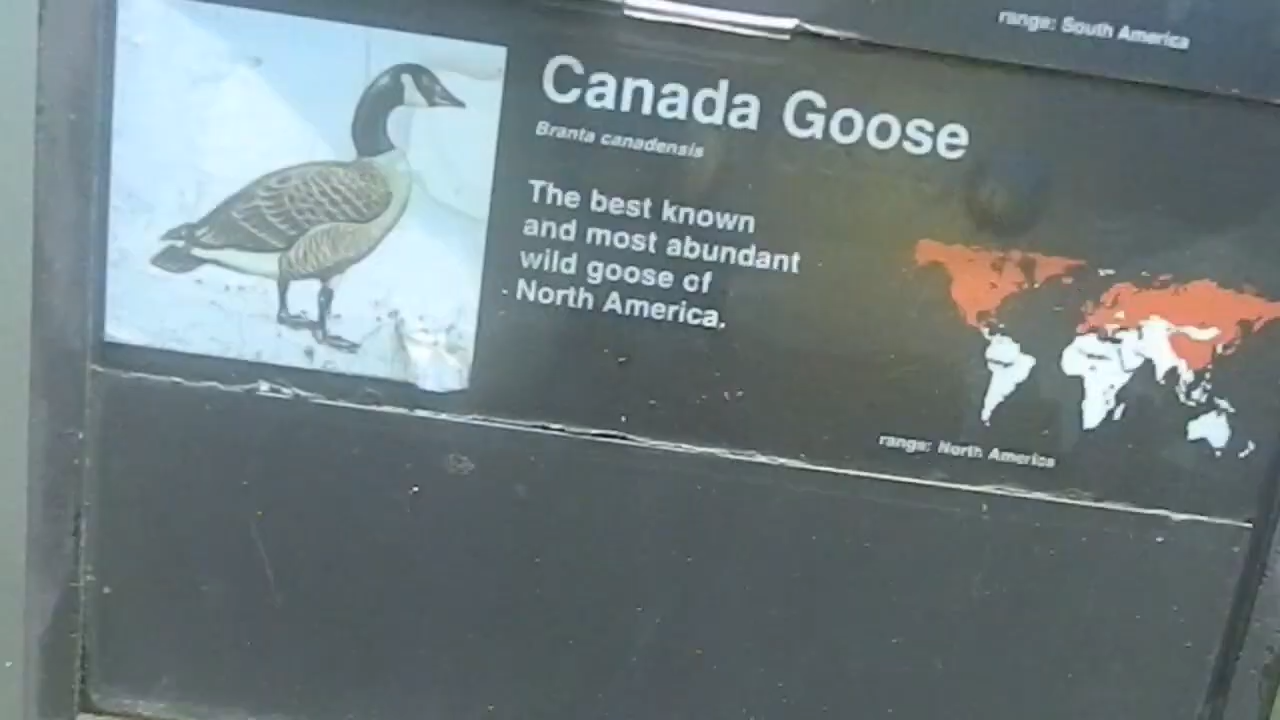 range: South America
Canada Goose
Branta canadensis
The best known
and most abundant
wild goose of
North America.
range: North America